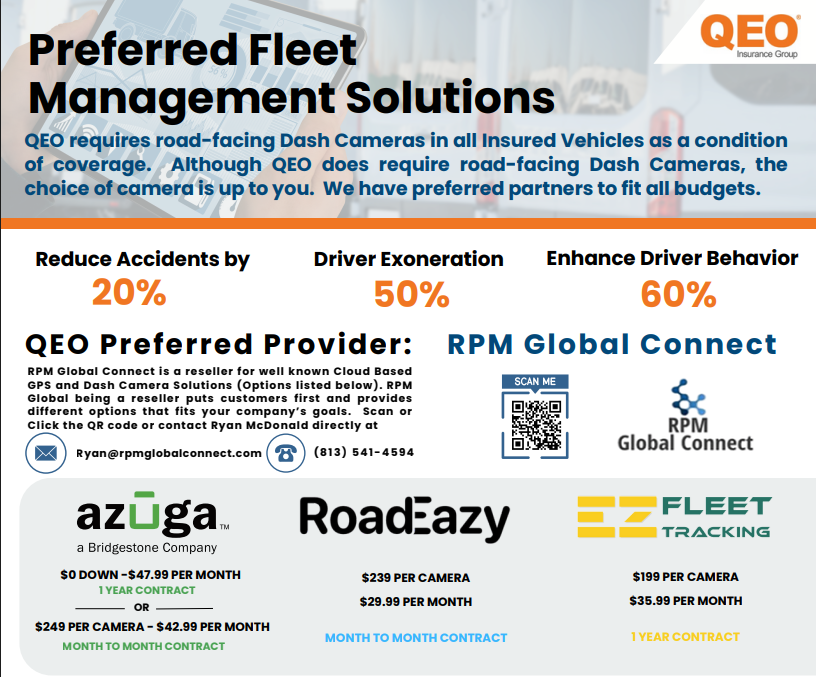 Preferred Fleet
Management Solutions
QEO®
Insurance Group
QEO requires road-facing Dash Cameras in all Insured Vehicles as a condition
of coverage. Although QEO does require road-facing Dash Cameras, the
choice of camera is up to you. We have preferred partners to fit all budgets.
Reduce Accidents by
20%
Driver Exoneration
50%
Enhance Driver Behavior
60%
QEO Preferred Provider:
RPM Global Connect
RPM Global Connect is a reseller for well known Cloud Based
GPS and Dash Camera Solutions (Options listed below). RPM
Global being a reseller puts customers first and provides
different options that fits your company's goals. Scan or
Click the QR code or contact Ryan McDonald directly at
Ryan@rpmglobalconnect.com
(813) 541-4594
SCAN ME
RPM
Global Connect
azuga™
a Bridgestone Company
$0 DOWN -$47.99 PER MONTH
1 YEAR CONTRACT
OR
$249 PER CAMERA - $42.99 PER MONTH
MONTH TO MONTH CONTRACT
RoadEazy
$239 PER CAMERA
$29.99 PER MONTH
MONTH TO MONTH CONTRACT
EZ FLEET
TRACKING
$199 PER CAMERA
$35.99 PER MONTH
1 YEAR CONTRACT